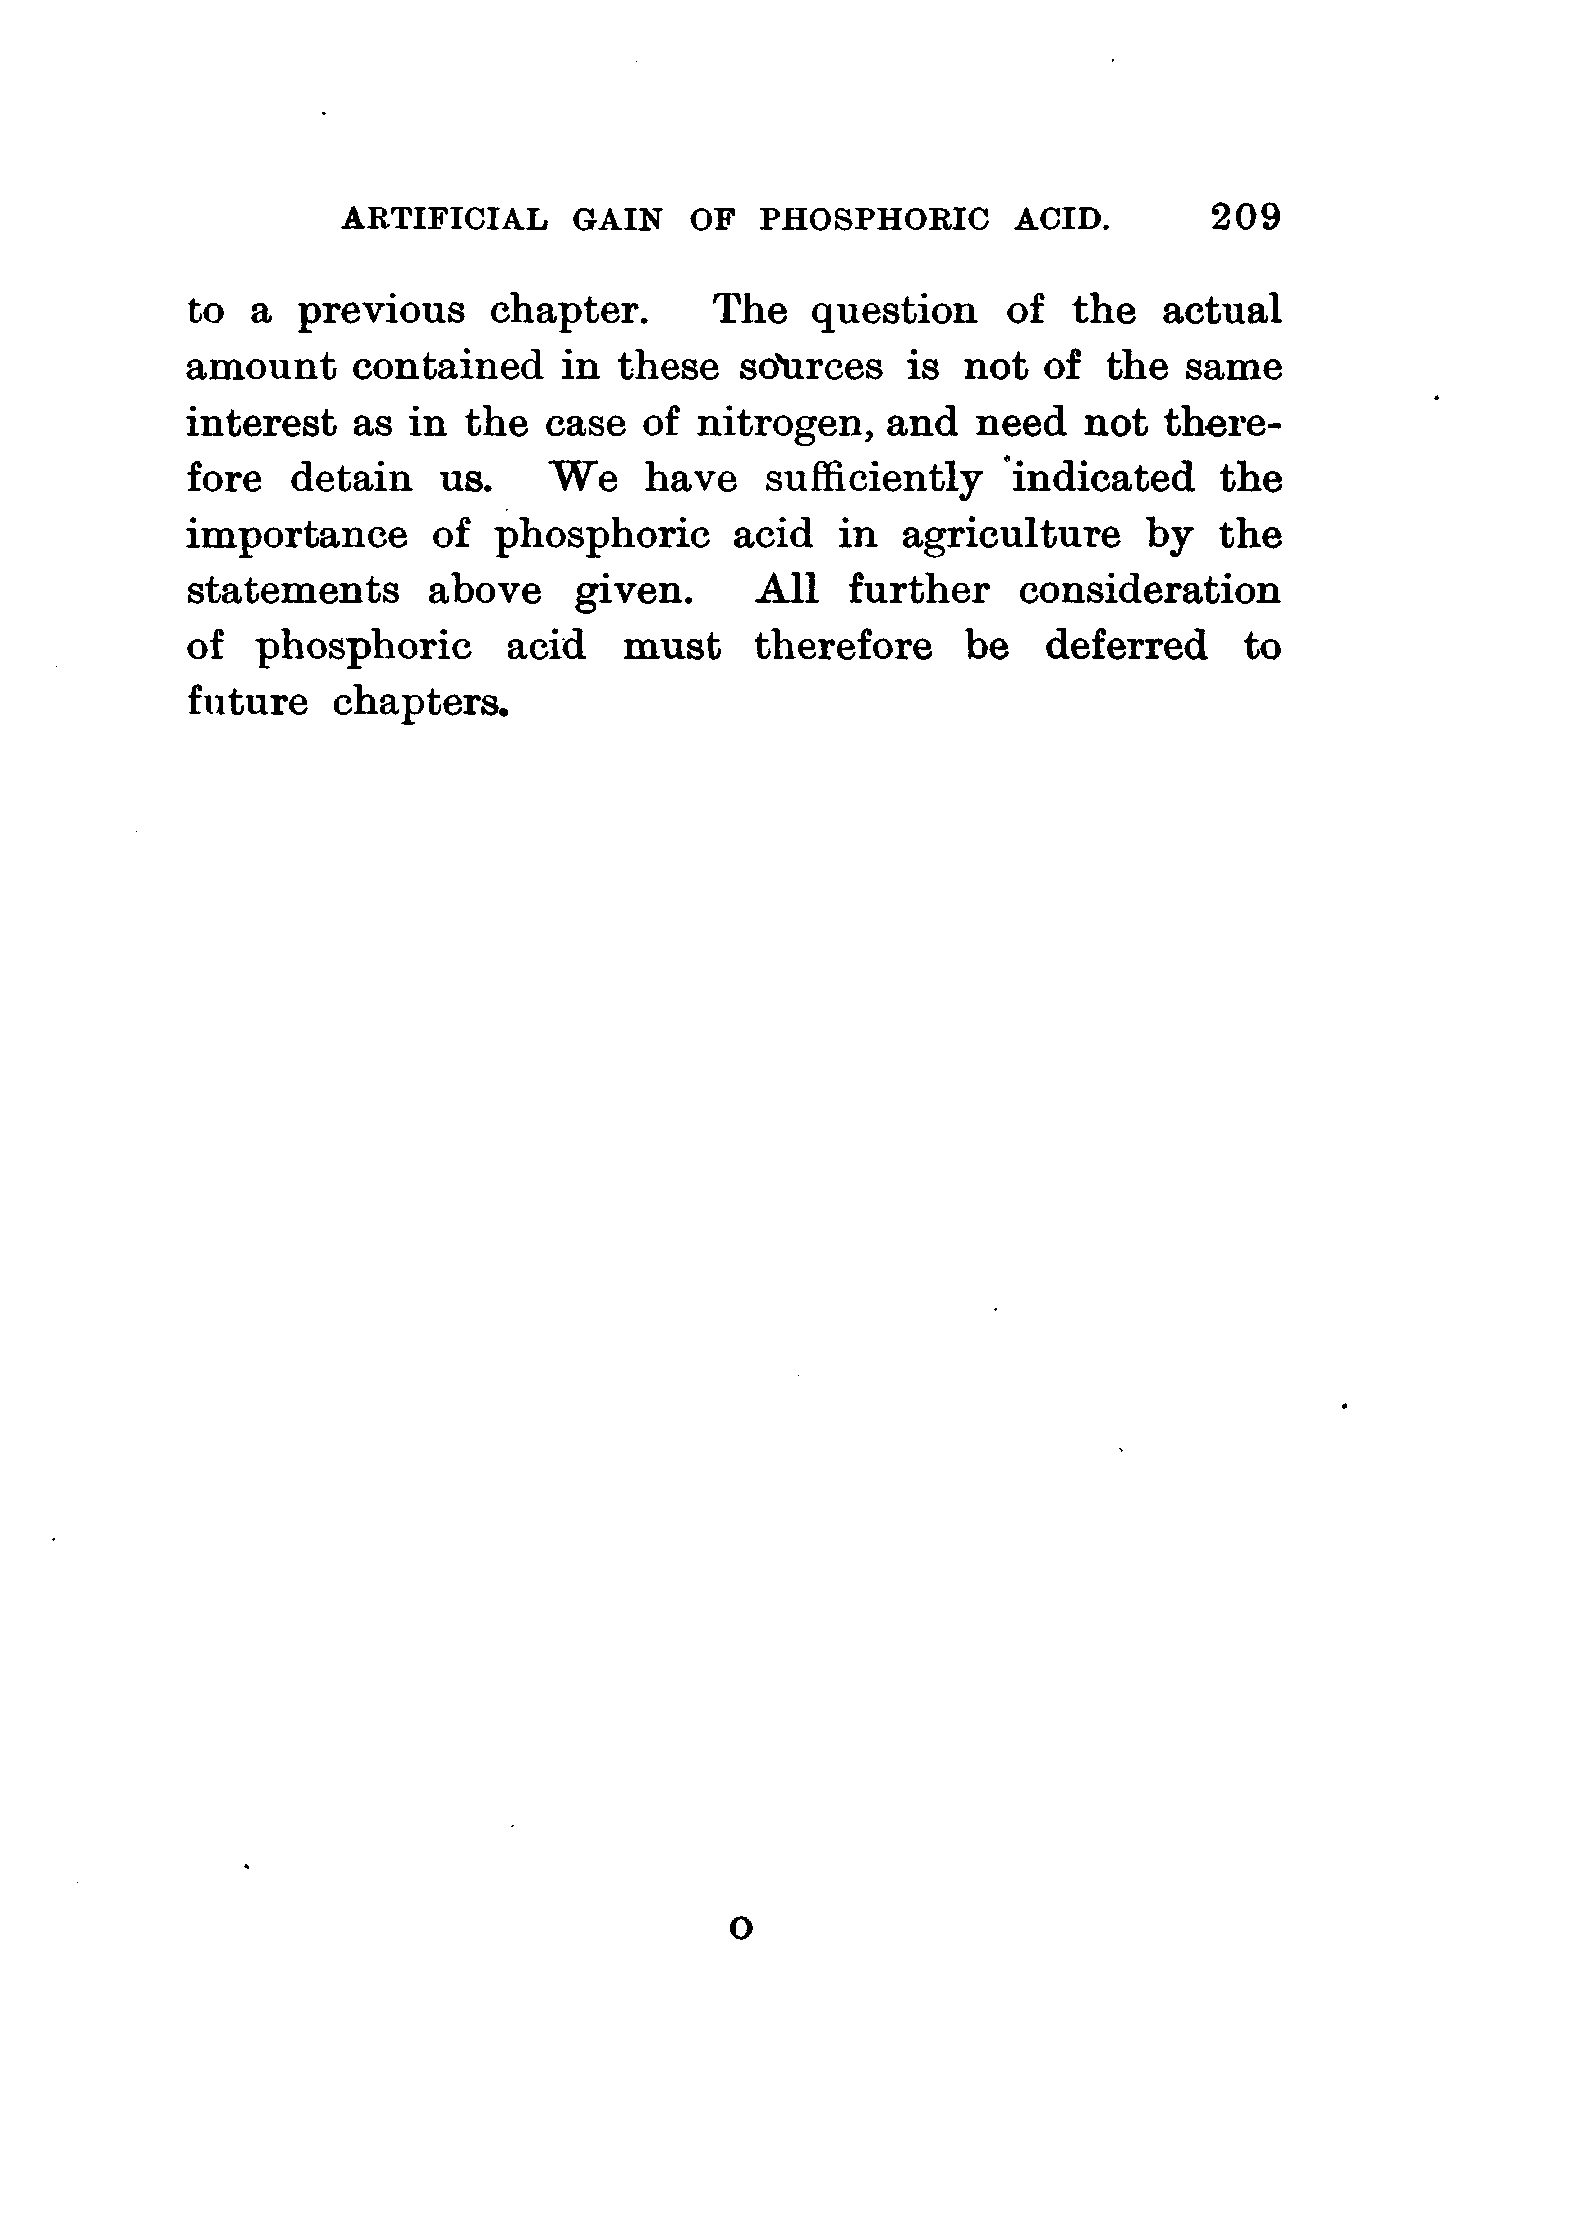 ARTIFICIAL GAIN OF PHOSPHORIC ACID. 209
to a previous chapter. The question of the actual
amount contained in these sources is not of the same
interest as in the case of nitrogen, and need not there-
fore detain us. We have sufficiently indicated the
importance of phosphoric acid in agriculture by the
statements above given. All further consideration
of phosphoric acid must therefore be deferred to
future chapters.
O